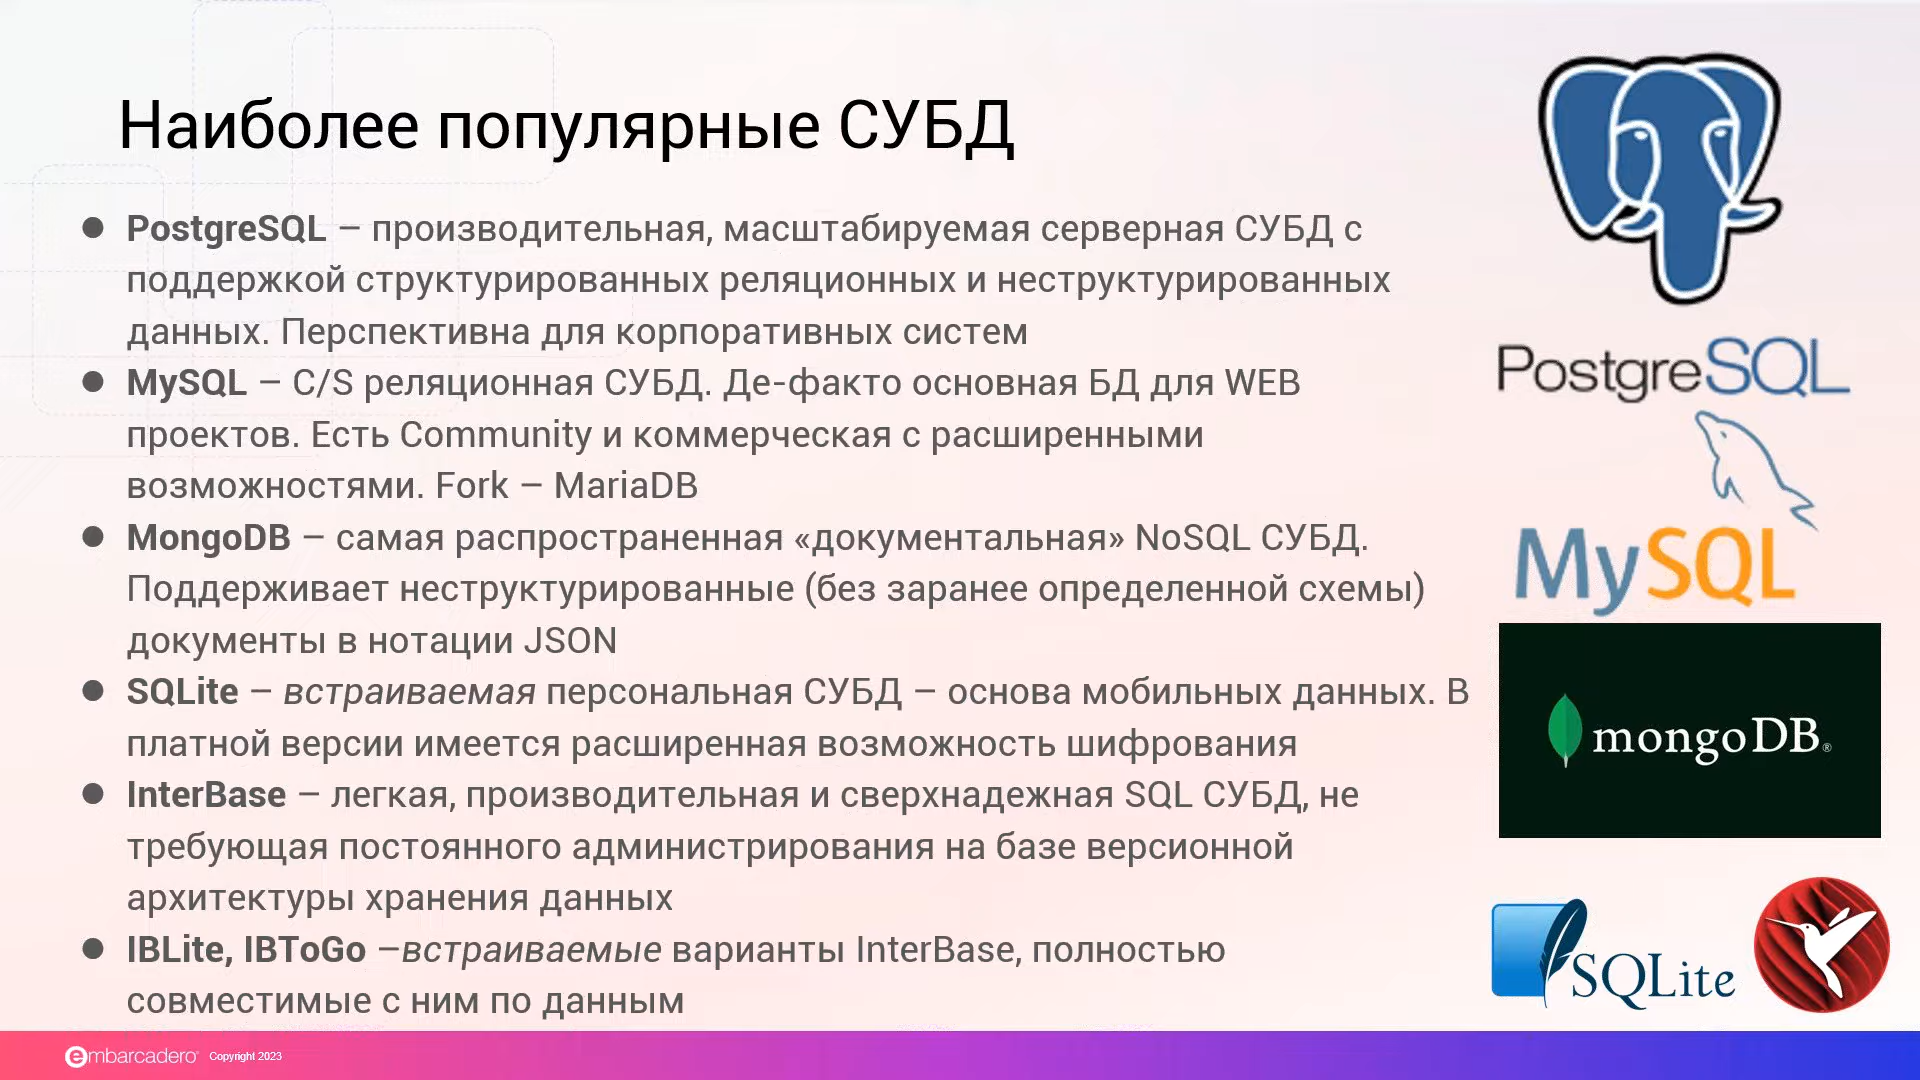 Наиболее популярные СУБД
● PostgreSQL – производительная, масштабируемая серверная СУБД с
поддержкой структурированных реляционных и неструктурированных
данных. Перспективна для корпоративных систем
● MySQL – C/S реляционная СУБД. Де-факто основная БД для WEB
проектов. Есть Community и коммерческая с расширенными
возможностями. Fork – MariaDB
● MongoDB – самая распространенная «документальная» NoSQL СУБД.
Поддерживает неструктурированные (без заранее определенной схемы)
документы в нотации JSON
● SQLite – встраиваемая персональная СУБД – основа мобильных данных. В
платной версии имеется расширенная возможность шифрования
● InterBase – легкая, производительная и сверхнадежная SQL СУБД, не
требующая постоянного администрирования на базе версионной
архитектуры хранения данных
● IBLite, IBToGo –встраиваемые варианты InterBase, полностью
совместимые с ним по данным
PostgreSQL
MySQL
mongoDB®
SQLite
embarcadero® Copyright 2023